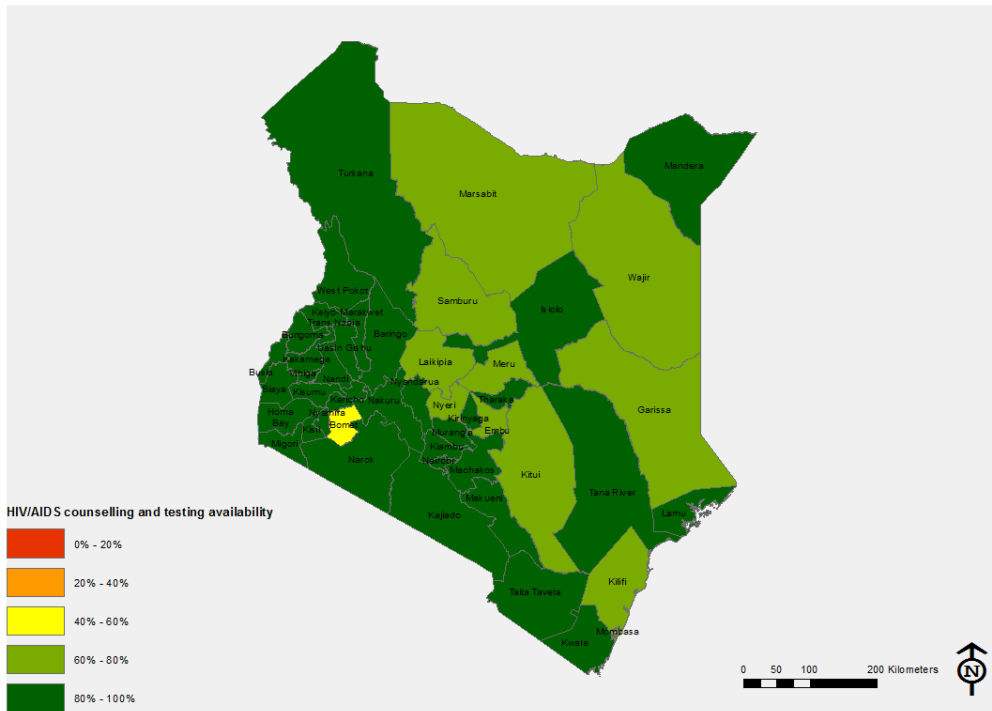 Mandera
Turkana
Marsabit
Wajir
West Pokot
Samburu
Isiolo
Keiyo-Marakwet
Trans Nzoia
Bungoma
Baringo
Uasin Gishu
Kakamega
Laikipia
Meru
Busia
Vihiga
Nandi
Nyandarua
Siaya
Kisumu
Kericho
Nakuru
Tharaka
Nyeri
Garissa
Homa
Bay
Nyamira
Kirinyaga
Kisii
Bomet
Embu
Murang'a
Migori
Kiambu
Narok
Nairobi
Machakos
Kitui
Tana River
Makueni
Lamu
Kajiado
Kilifi
Taita Taveta
Mombasa
Kwale
HIV/AIDS counselling and testing availability
0% - 20%
20% - 40%
40% - 60%
60% - 80%
80% - 100%
0 50 100 200 Kilometers
N